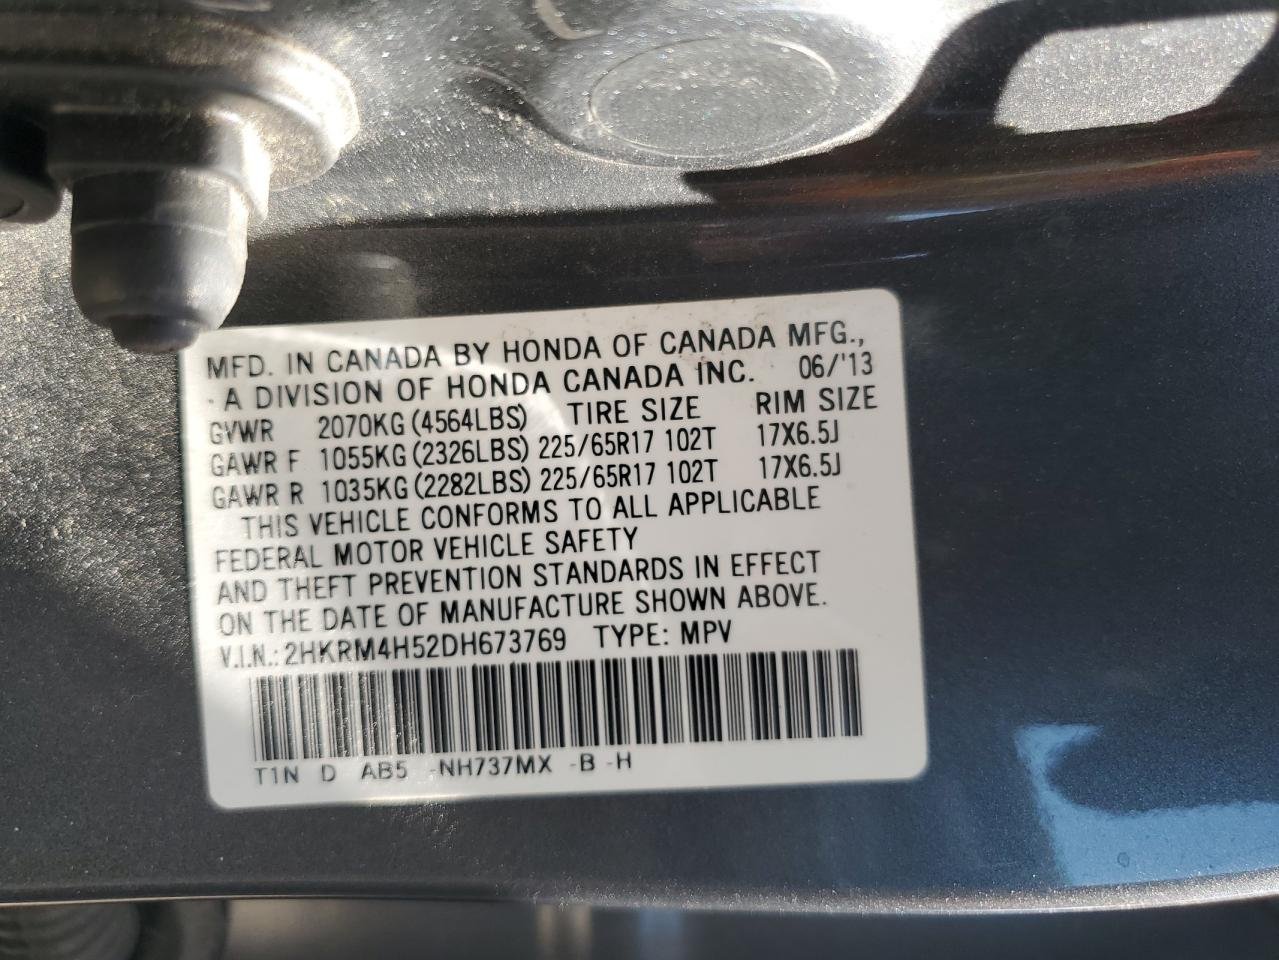 MFD. IN CANADA BY HONDA OF CANADA MFG.,
A DIVISION OF HONDA CANADA INC. 06/'13
GVWR 2070KG (4564LBS) TIRE SIZE RIM SIZE
GAWR F 1055KG (2326LBS) 225/65R17 102T 17X6.5J
GAWR R 1035KG (2282LBS) 225/65R17 102T 17X6.5J
THIS VEHICLE CONFORMS TO ALL APPLICABLE
FEDERAL MOTOR VEHICLE SAFETY
AND THEFT PREVENTION STANDARDS IN EFFECT
ON THE DATE OF MANUFACTURE SHOWN ABOVE.
V.I.N.: 2HKRM4H52DH673769 TYPE: MPV
T1N D AB5 -NH737MX -B -H